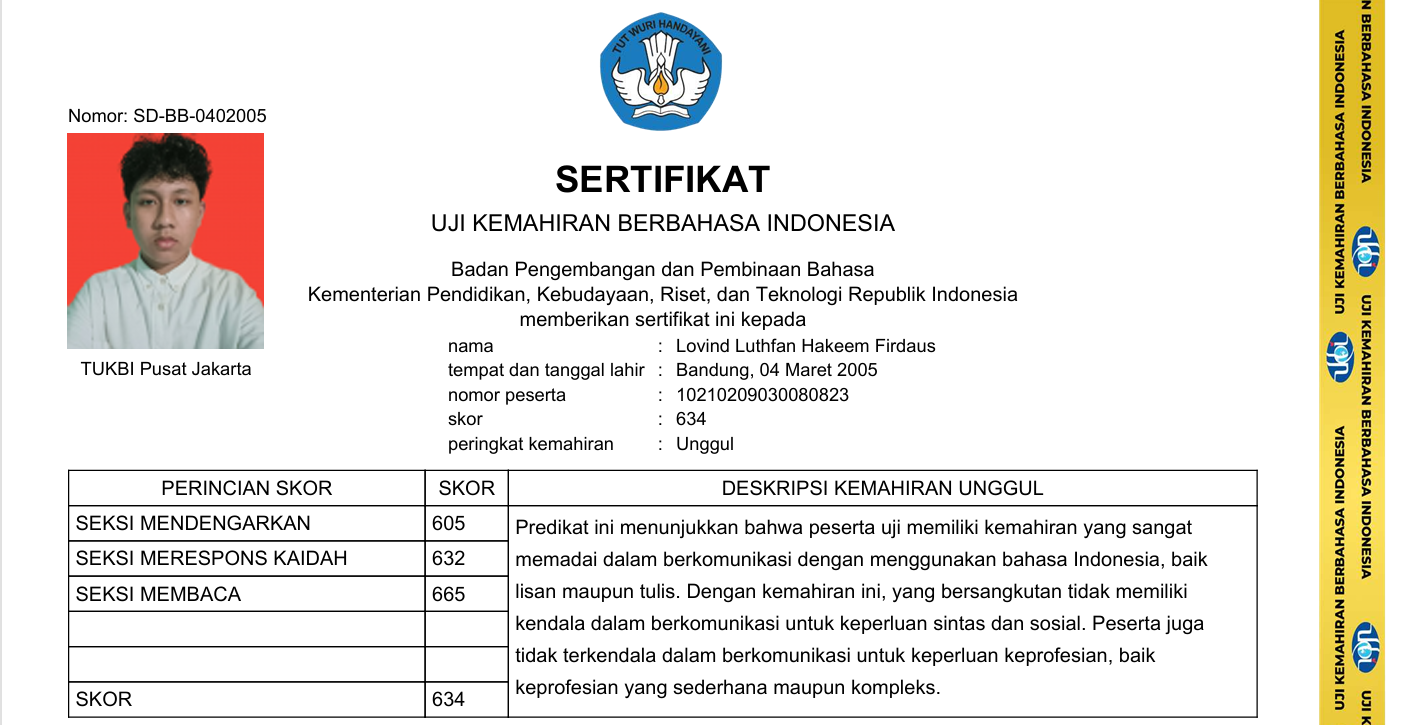 TUT WURI HANDAYANI
Nomor: SD-BB-0402005
TUKBI Pusat Jakarta
SERTIFIKAT
UJI KEMAHIRAN BERBAHASA INDONESIA
Badan Pengembangan dan Pembinaan Bahasa
Kementerian Pendidikan, Kebudayaan, Riset, dan Teknologi Republik Indonesia
memberikan sertifikat ini kepada
nama : Lovind Luthfan Hakeem Firdaus
tempat dan tanggal lahir : Bandung, 04 Maret 2005
nomor peserta : 10210209030080823
skor : 634
peringkat kemahiran : Unggul
PERINCIAN SKOR SKOR DESKRIPSI KEMAHIRAN UNGGUL
SEKSI MENDENGARKAN 605
SEKSI MERESPONS KAIDAH 632
SEKSI MEMBACA 665
SKOR 634
Predikat ini menunjukkan bahwa peserta uji memiliki kemahiran yang sangat
memadai dalam berkomunikasi dengan menggunakan bahasa Indonesia, baik
lisan maupun tulis. Dengan kemahiran ini, yang bersangkutan tidak memiliki
kendala dalam berkomunikasi untuk keperluan sintas dan sosial. Peserta juga
tidak terkendala dalam berkomunikasi untuk keperluan keprofesian, baik
keprofesian yang sederhana maupun kompleks.
UJI KEMAHIRAN BERBAHASA INDONESIA
ukbi
UJI KEMAHIRAN BERBAHASA INDONESIA
N BERBAHASA INDONESIA
ukbi
UJI KEMAHIRAN BERBAHASA INDONESIA
ukbi
UJI K